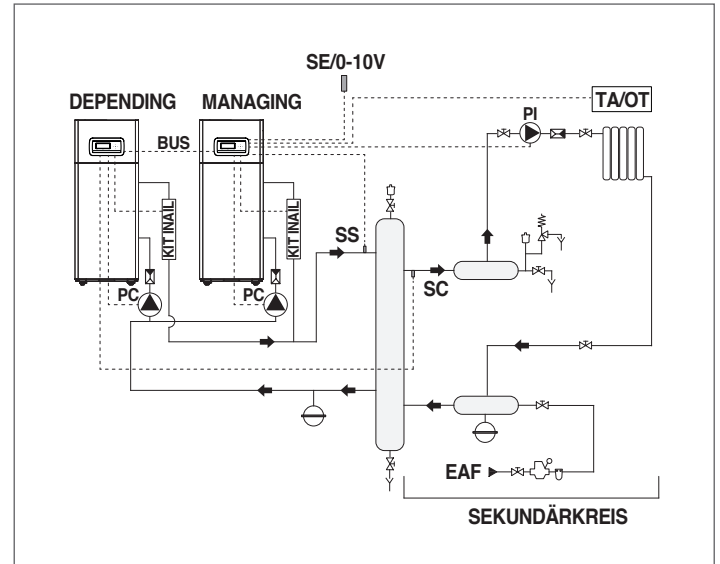 SE/0-10V
DEPENDING
MANAGING
TA/OT
BUS
PI
KIT INAIL
KIT INAIL
SS
SC
PC
PC
EAF
SEKUNDÄRKREIS